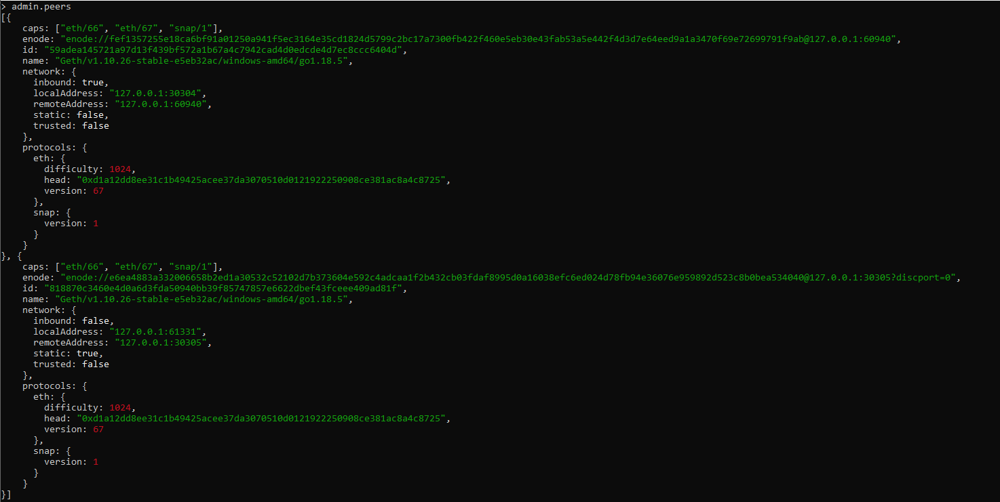 > admin.peers
[{
    caps: ["eth/66", "eth/67", "snap/1"],
    enode: "enode://fef1357255e18ca6bf91a01250a941f5ec3164e35cd1824d5799c2bc17a7300fb422f460e5eb30e43fab53a5e442f4d3d7e64eed9a1a3470f69e72699791f9ab@127.0.0.1:60940",
    id: "59adea145721a97d13f439bf572a1b67a4c7942cad4d0edcde4d7ec8ccc6404d",
    name: "Geth/v1.10.26-stable-e5eb32ac/windows-amd64/go1.18.5",
    network: {
      inbound: true,
      localAddress: "127.0.0.1:30304",
      remoteAddress: "127.0.0.1:60940",
      static: false,
      trusted: false
    },
    protocols: {
      eth: {
        difficulty: 1024,
        head: "0xd1a12dd8ee31c1b49425acee37da3070510d0121922250908ce381ac8a4c8725",
        version: 67
      },
      snap: {
        version: 1
      }
    }
}, {
    caps: ["eth/66", "eth/67", "snap/1"],
    enode: "enode://e6ea4883a332006658b2ed1a30532c52102d7b373604e592c4adcaa1f2b432cb03fdaf8995d0a16038efc6ed024d78fb94e36076e959892d523c8b0bea534040@127.0.0.1:30305?discport=0",
    id: "818870c3460e4d0a6d3fda50940bb39f85747857e6622dbef43fceee409ad81f",
    name: "Geth/v1.10.26-stable-e5eb32ac/windows-amd64/go1.18.5",
    network: {
      inbound: false,
      localAddress: "127.0.0.1:61331",
      remoteAddress: "127.0.0.1:30305",
      static: true,
      trusted: false
    },
    protocols: {
      eth: {
        difficulty: 1024,
        head: "0xd1a12dd8ee31c1b49425acee37da3070510d0121922250908ce381ac8a4c8725",
        version: 67
      },
      snap: {
        version: 1
      }
    }
}]